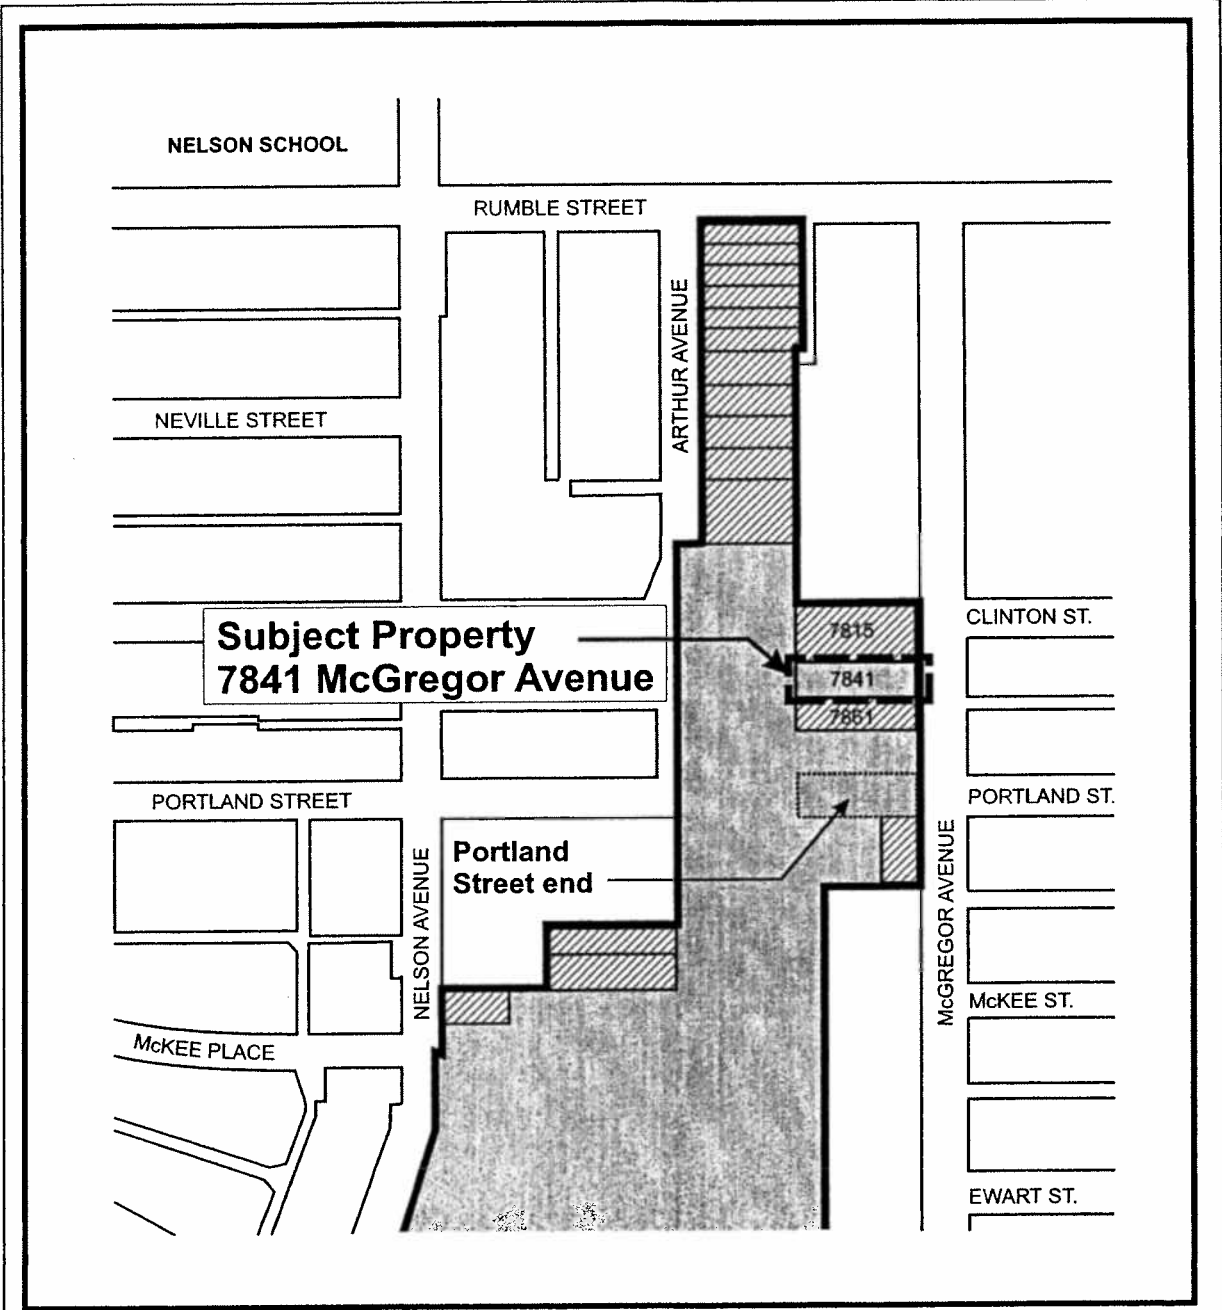 NELSON SCHOOL
RUMBLE STREET
ARTHUR AVENUE
NEVILLE STREET
CLINTON ST.
Subject Property
7841 McGregor Avenue
7815
7841
7861
PORTLAND STREET
PORTLAND ST.
Portland
Street end
NELSON AVENUE
McGREGOR AVENUE
McKEE ST.
McKEE PLACE
EWART ST.